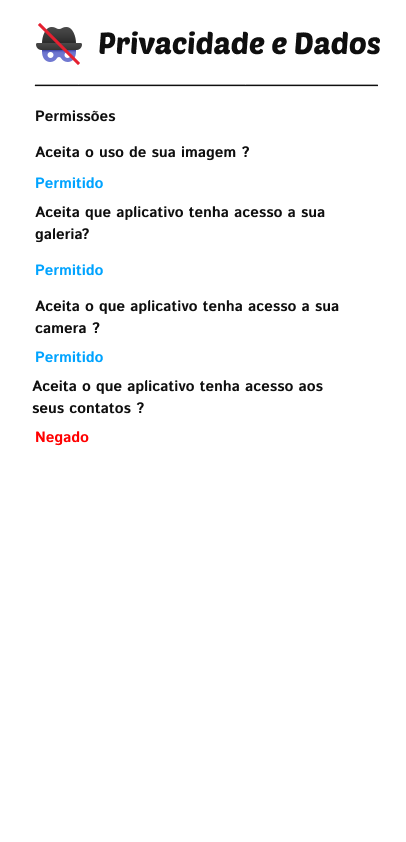 Privacidade e Dados
Permissões
Aceita o uso de sua imagem ?
Permitido
Aceita que aplicativo tenha acesso a sua
galeria?
Permitido
Aceita o que aplicativo tenha acesso a sua
camera ?
Permitido
Aceita o que aplicativo tenha acesso aos
seus contatos ?
Negado